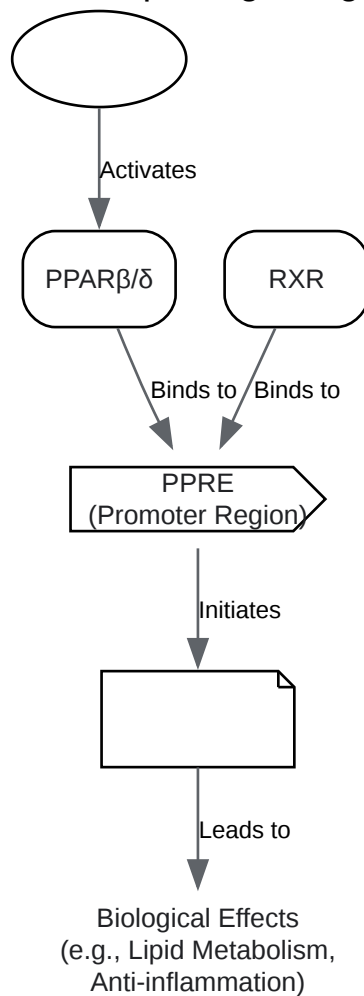 Activates
PPARβ/δ
RXR
Binds to
Binds to
PPRE
(Promoter Region)
Initiates
Leads to
Biological Effects
(e.g., Lipid Metabolism,
Anti-inflammation)